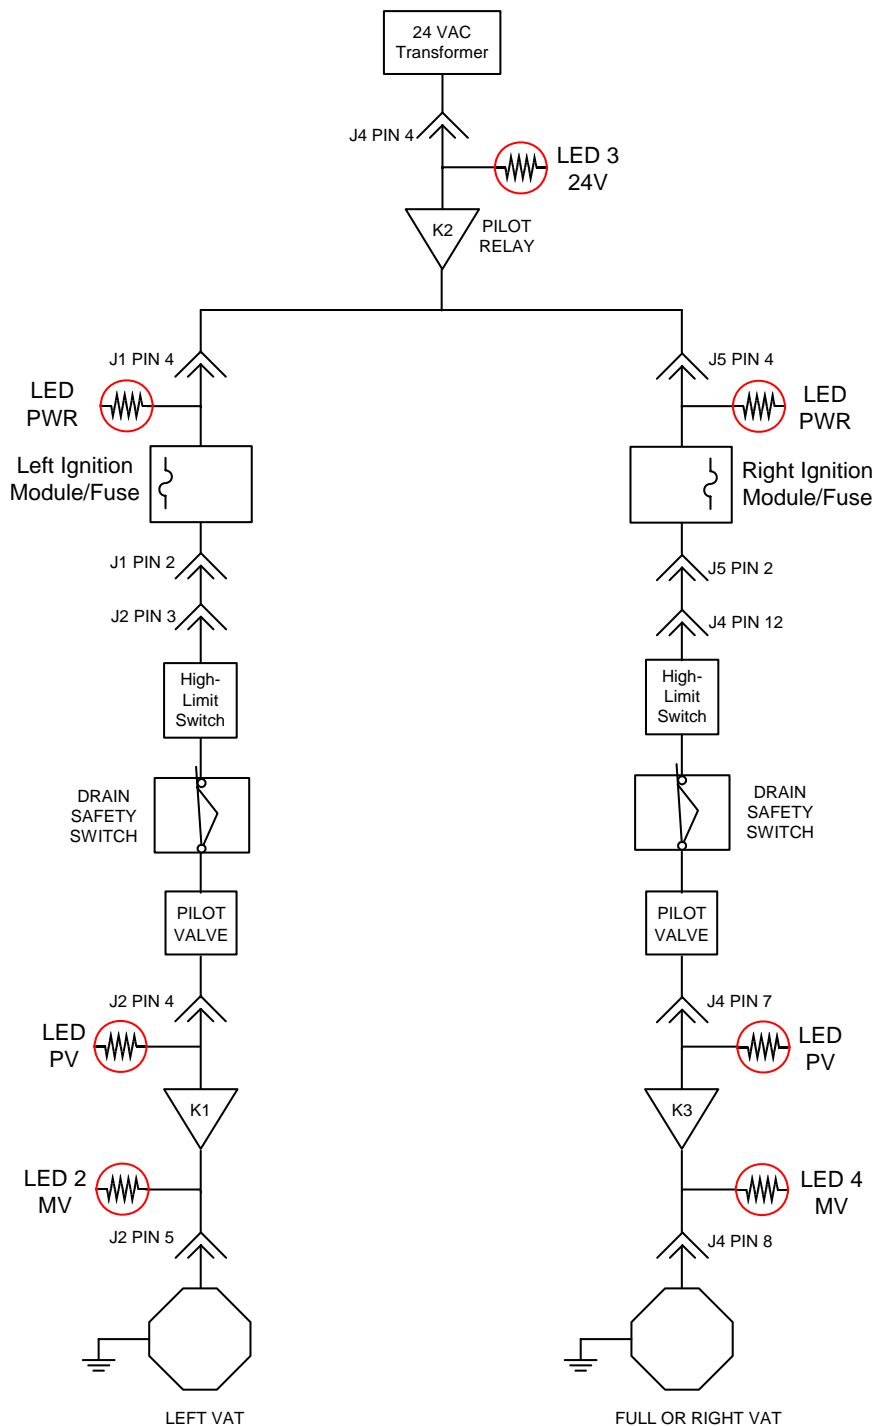 24 VAC
Transformer
J4 PIN 4
LED 3
24V
K2
PILOT
RELAY
J1 PIN 4
J5 PIN 4
LED
PWR
LED
PWR
Left Ignition
Module/Fuse
Right Ignition
Module/Fuse
J1 PIN 2
J5 PIN 2
J2 PIN 3
J4 PIN 12
High-
Limit
Switch
High-
Limit
Switch
DRAIN
SAFETY
SWITCH
DRAIN
SAFETY
SWITCH
PILOT
VALVE
PILOT
VALVE
J2 PIN 4
J4 PIN 7
LED
PV
LED
PV
K1
K3
LED 2
MV
LED 4
MV
J2 PIN 5
J4 PIN 8
LEFT VAT
FULL OR RIGHT VAT